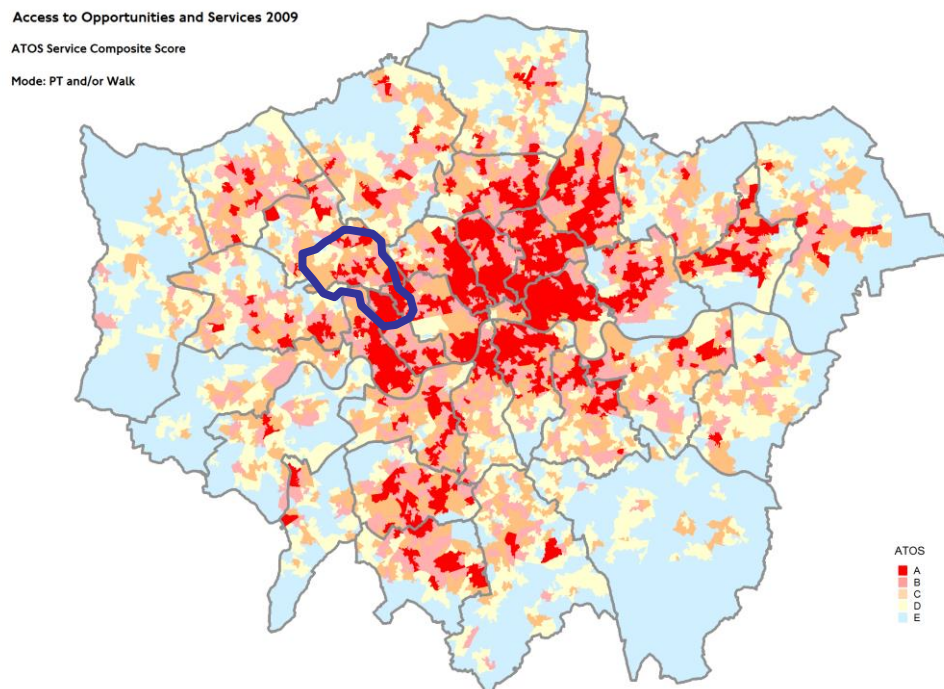 Access to Opportunities and Services 2009
ATOS Service Composite Score
Mode: PT and/or Walk
ATOS
A
B
C
D
E